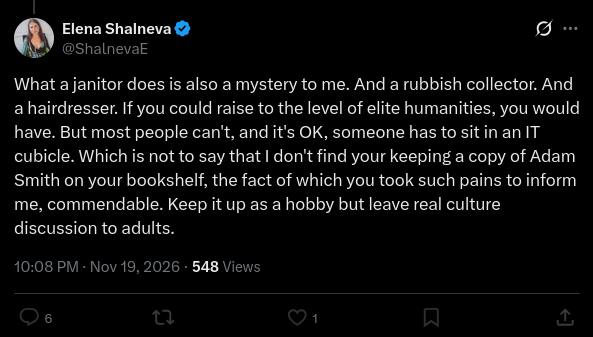 Elena Shalneva
@ShalnevaE
What a janitor does is also a mystery to me. And a rubbish collector. And
a hairdresser. If you could raise to the level of elite humanities, you would
have. But most people can't, and it's OK, someone has to sit in an IT
cubicle. Which is not to say that I don't find your keeping a copy of Adam
Smith on your bookshelf, the fact of which you took such pains to inform
me, commendable. Keep it up as a hobby but leave real culture
discussion to adults.
10:08 PM · Nov 19, 2026 · 548 Views
6
1